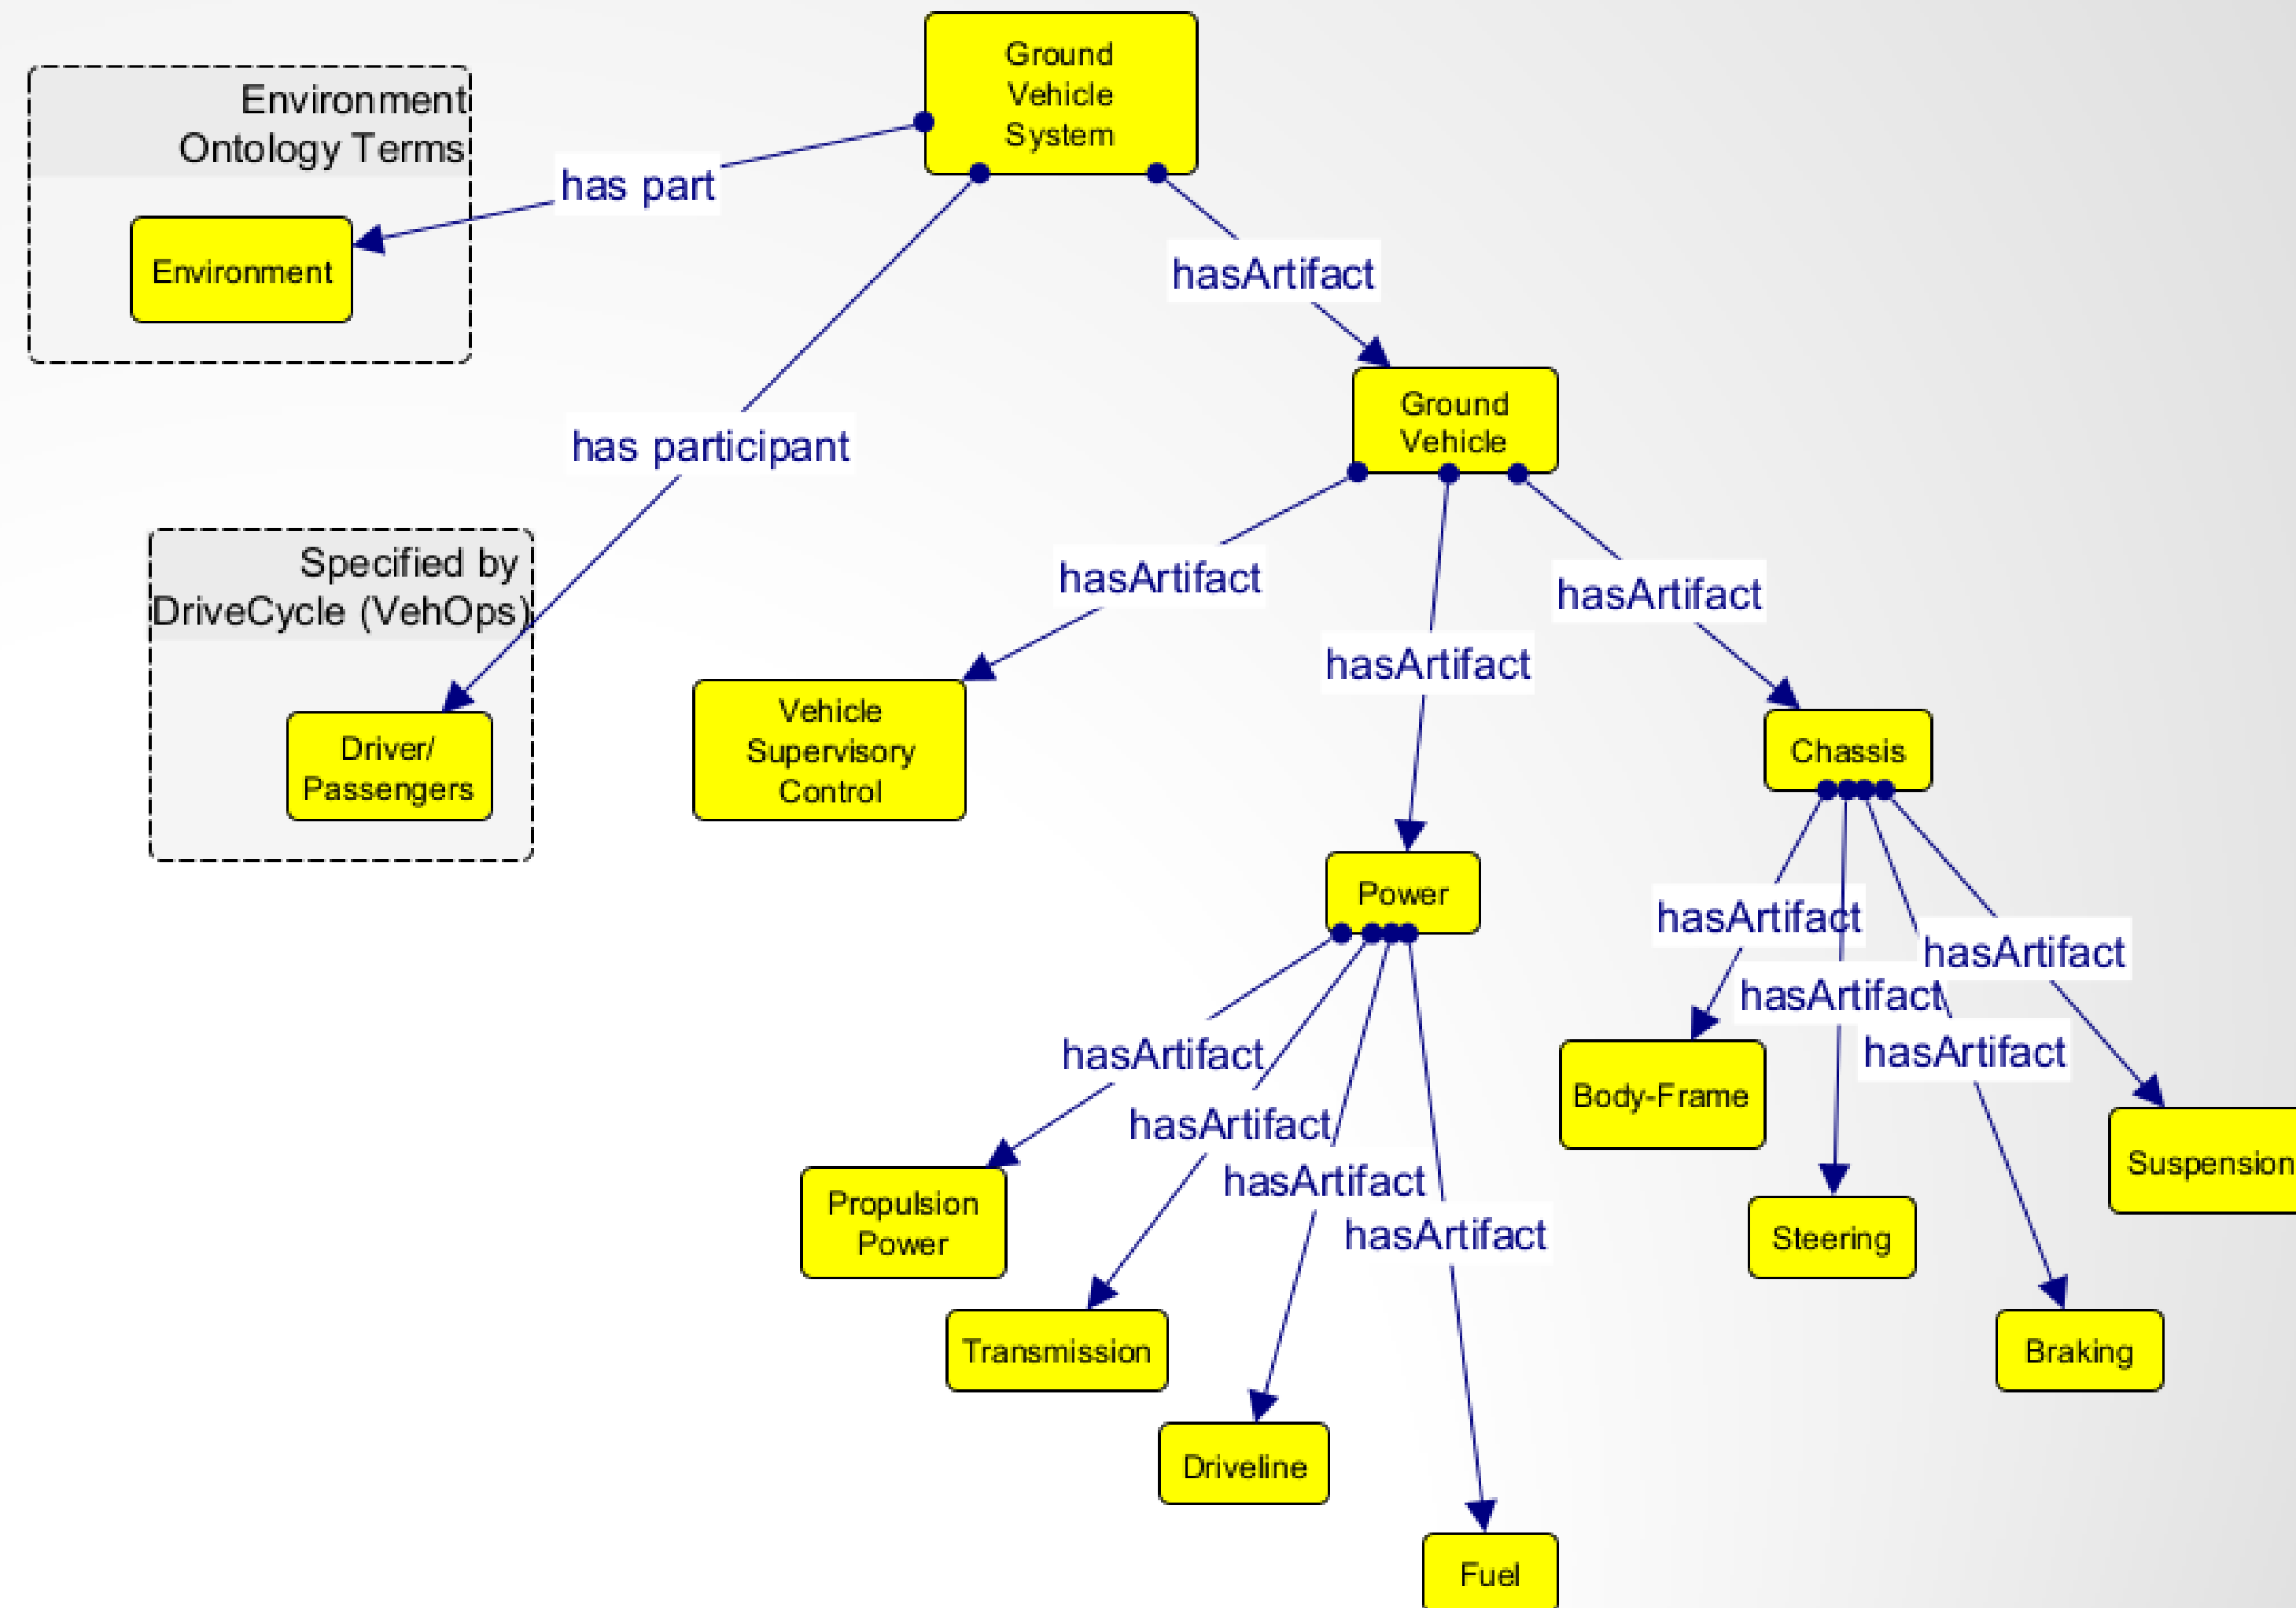 Ground
Vehicle
System
Environment
Ontology Terms
has part
Environment
hasArtifact
Ground
Vehicle
has participant
Specified by
DriveCycle (VehOps)
Driver/
Passengers
hasArtifact
hasArtifact
hasArtifact
Vehicle
Supervisory
Control
Chassis
Power
hasArtifact
hasArtifact
hasArtifact
hasArtifact
Body-Frame
Steering
Braking
Suspension
hasArtifact
hasArtifact
hasArtifact
hasArtifact
Propulsion
Power
Transmission
Driveline
Fuel